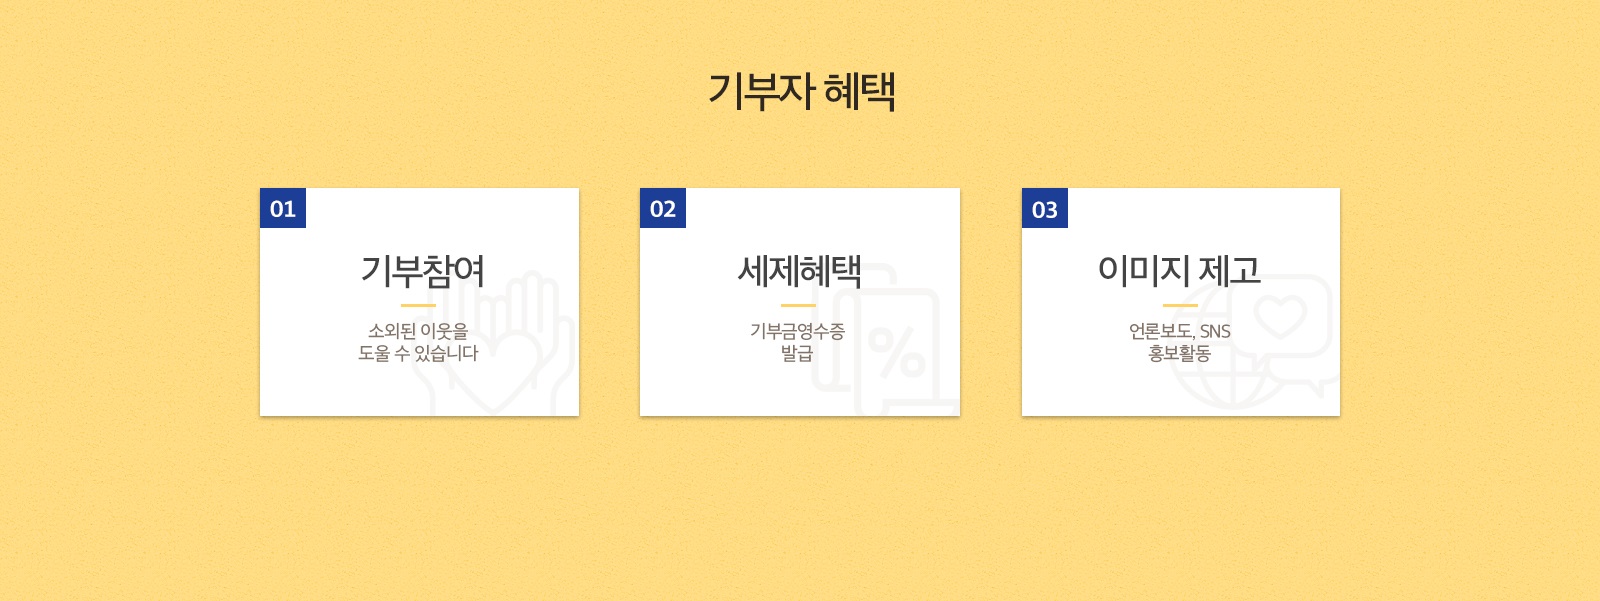 기부자 혜택
01
기부참여
소외된 이웃을
도울 수 있습니다
02
세제혜택
기부금영수증
발급
03
이미지 제고
언론보도, SNS
홍보활동
%